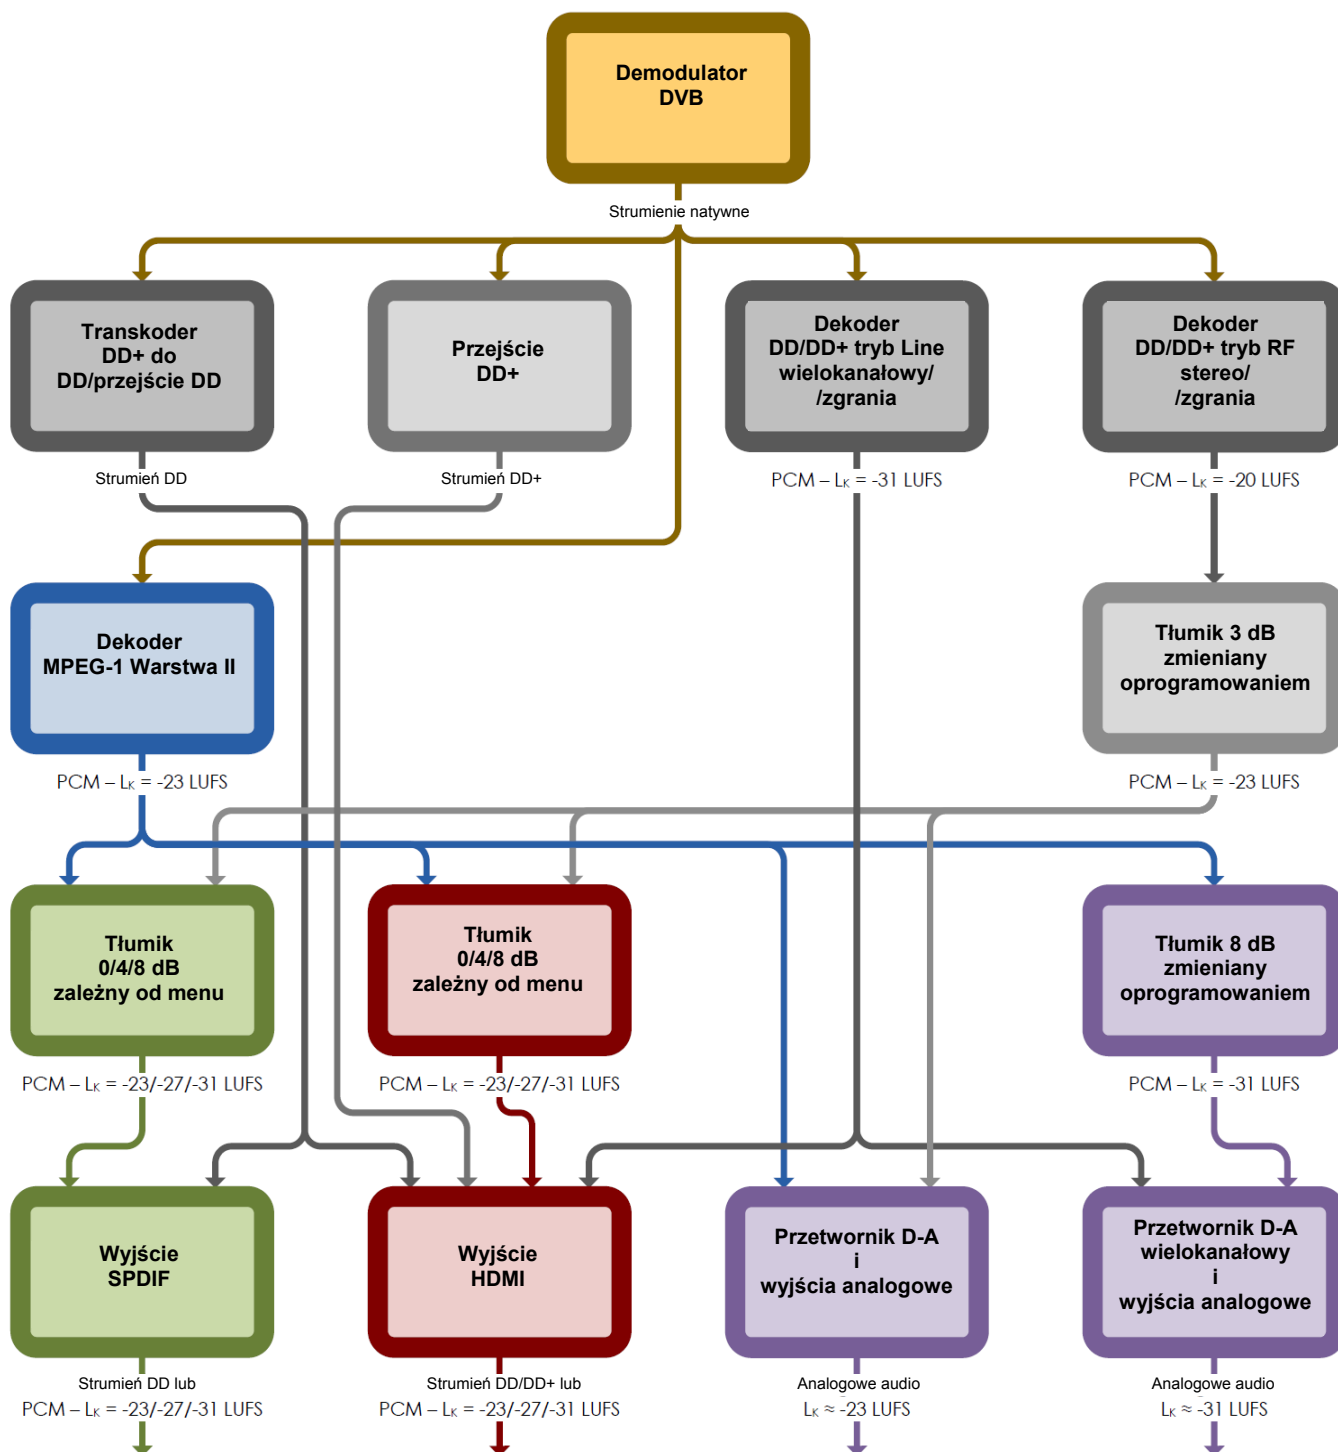 Demodulator
DVB
Strumienie natywne
Transkoder
DD+ do
DD/przejście DD
Przejście
DD+
Dekoder
DD/DD+ tryb Line
wielokanałowy/
/zgrania
Dekoder
DD/DD+ tryb RF
stereo/
/zgrania
Strumień DD
Strumień DD+
PCM – Lₖ = -31 LUFS
PCM – Lₖ = -20 LUFS
Dekoder
MPEG-1 Warstwa II
Tłumik 3 dB
zmieniany
oprogramowaniem
PCM – Lₖ = -23 LUFS
PCM – Lₖ = -23 LUFS
Tłumik
0/4/8 dB
zależny od menu
Tłumik
0/4/8 dB
zależny od menu
Tłumik 8 dB
zmieniany
oprogramowaniem
PCM – Lₖ = -23/-27/-31 LUFS
PCM – Lₖ = -23/-27/-31 LUFS
PCM – Lₖ = -31 LUFS
Wyjście
SPDIF
Wyjście
HDMI
Przetwornik D-A
i
wyjścia analogowe
Przetwornik D-A
wielokanałowy
i
wyjścia analogowe
Strumień DD lub
PCM – Lₖ = -23/-27/-31 LUFS
Strumień DD/DD+ lub
PCM – Lₖ = -23/-27/-31 LUFS
Analogowe audio
Lₖ ≈ -23 LUFS
Analogowe audio
Lₖ ≈ -31 LUFS